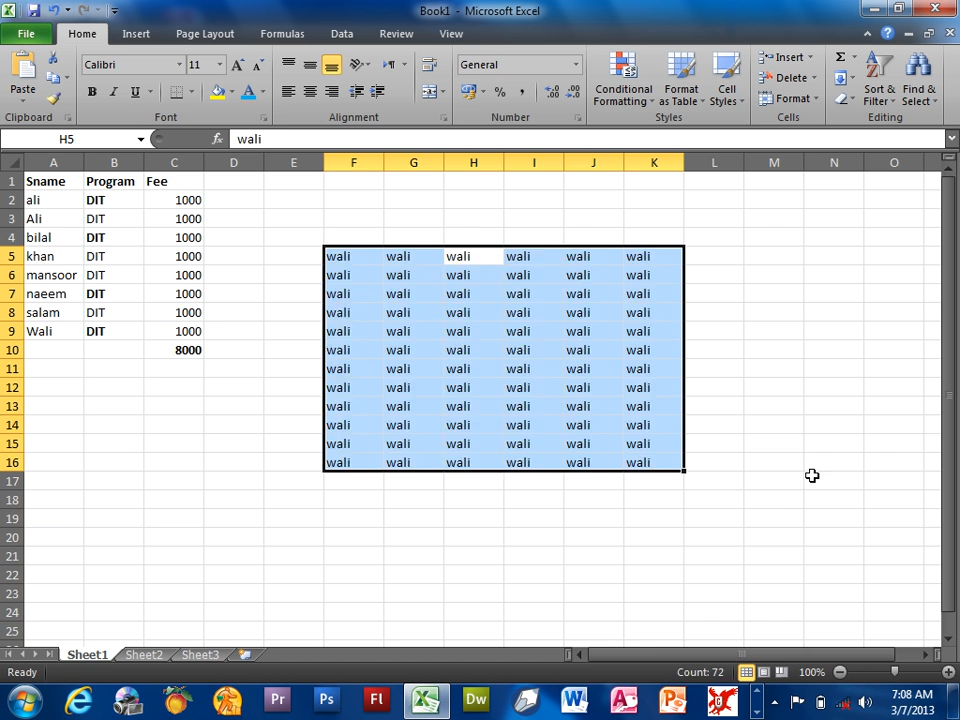 Book1 - Microsoft Excel
File Home Insert Page Layout Formulas Data Review View
Paste
Clipboard
Calibri 11 A A
B I U A
Font
Alignment
General
% ,
Number
Conditional Formatting
Format as Table
Cell Styles
Styles
Insert
Delete
Format
Cells
Σ
Sort & Filter
Find & Select
Editing
H5 fx wali
A B C D E F G H I J K L M N O
1 Sname Program Fee
2 ali DIT 1000
3 Ali DIT 1000
4 bilal DIT 1000
5 khan DIT 1000 wali wali wali wali wali wali
6 mansoor DIT 1000 wali wali wali wali wali wali
7 naeem DIT 1000 wali wali wali wali wali wali
8 salam DIT 1000 wali wali wali wali wali wali
9 Wali DIT 1000 wali wali wali wali wali wali
10 8000 wali wali wali wali wali wali
11 wali wali wali wali wali wali
12 wali wali wali wali wali wali
13 wali wali wali wali wali wali
14 wali wali wali wali wali wali
15 wali wali wali wali wali wali
16 wali wali wali wali wali wali
17
18
19
20
21
22
23
24
25
Sheet1 Sheet2 Sheet3
Ready Count: 72 100%
Pr Ps Fl Dw W A P
7:08 AM
3/7/2013